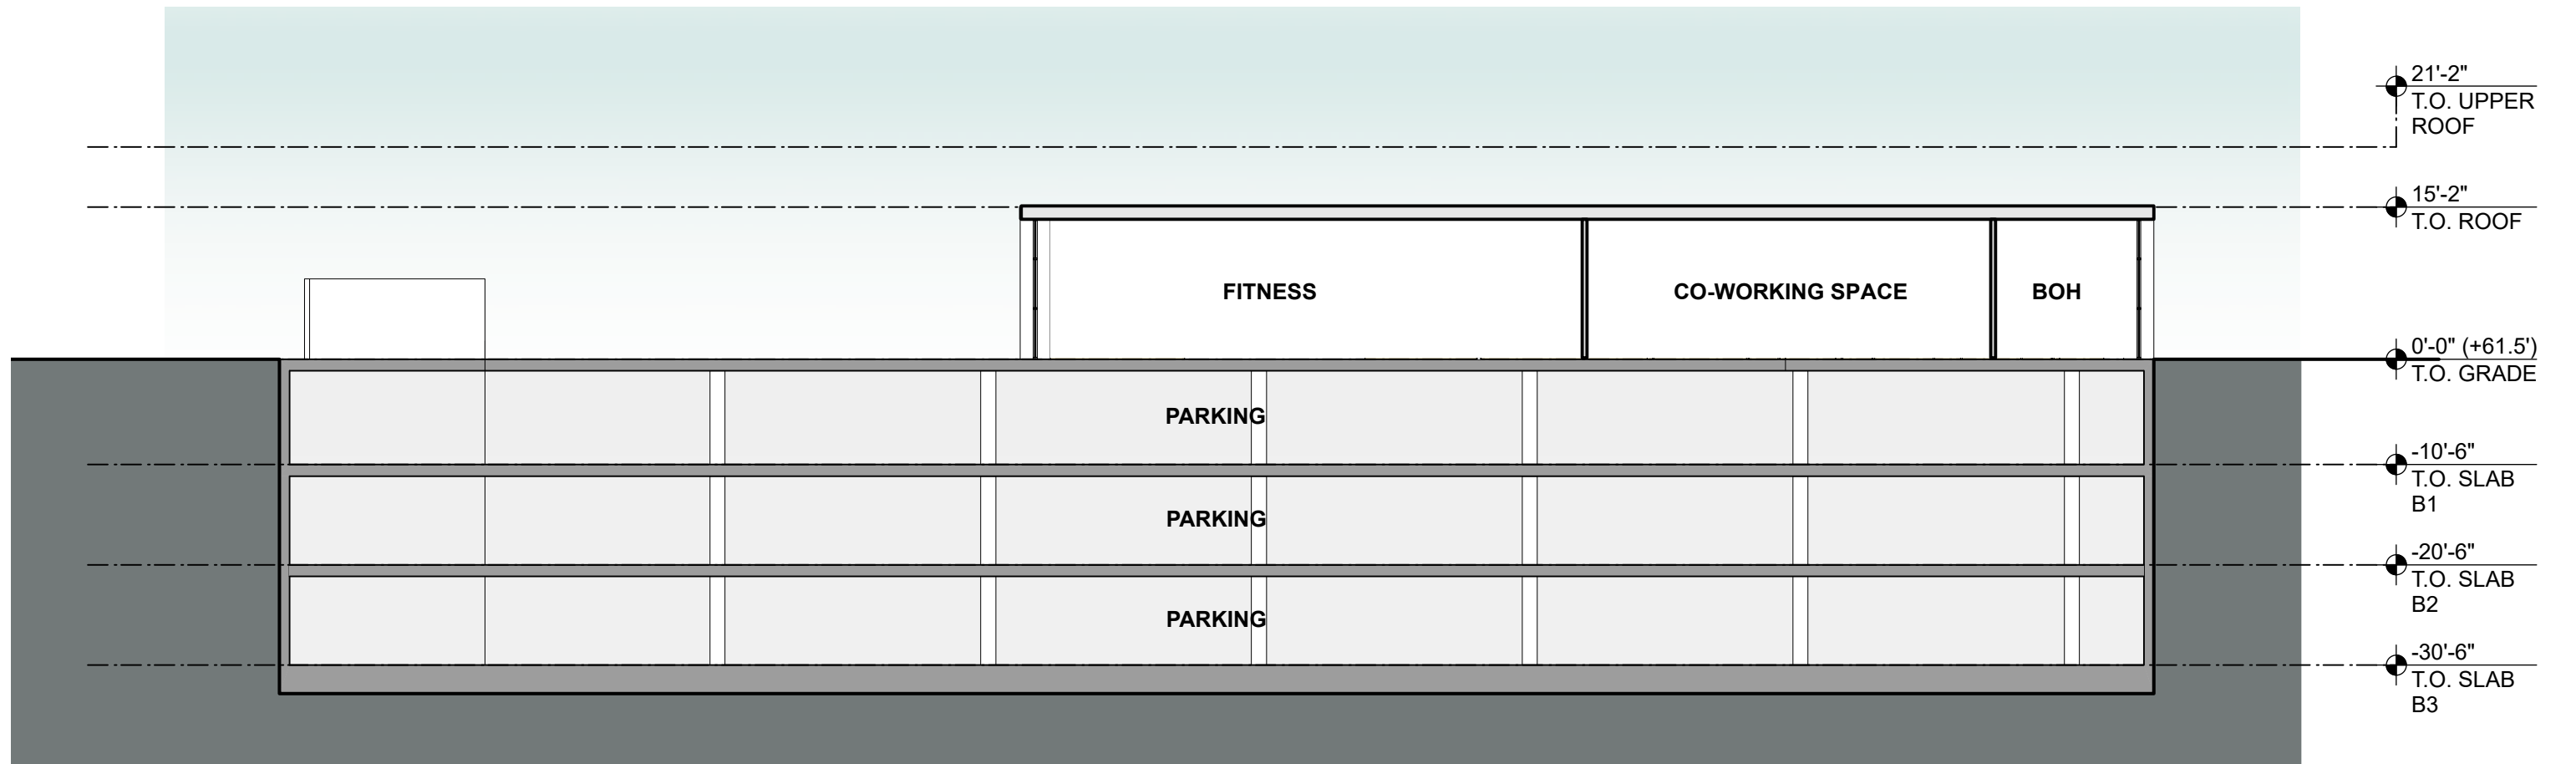 21'-2"
T.O. UPPER
ROOF
15'-2"
T.O. ROOF
FITNESS
CO-WORKING SPACE
BOH
0'-0" (+61.5')
T.O. GRADE
PARKING
-10'-6"
T.O. SLAB
B1
PARKING
-20'-6"
T.O. SLAB
B2
PARKING
-30'-6"
T.O. SLAB
B3